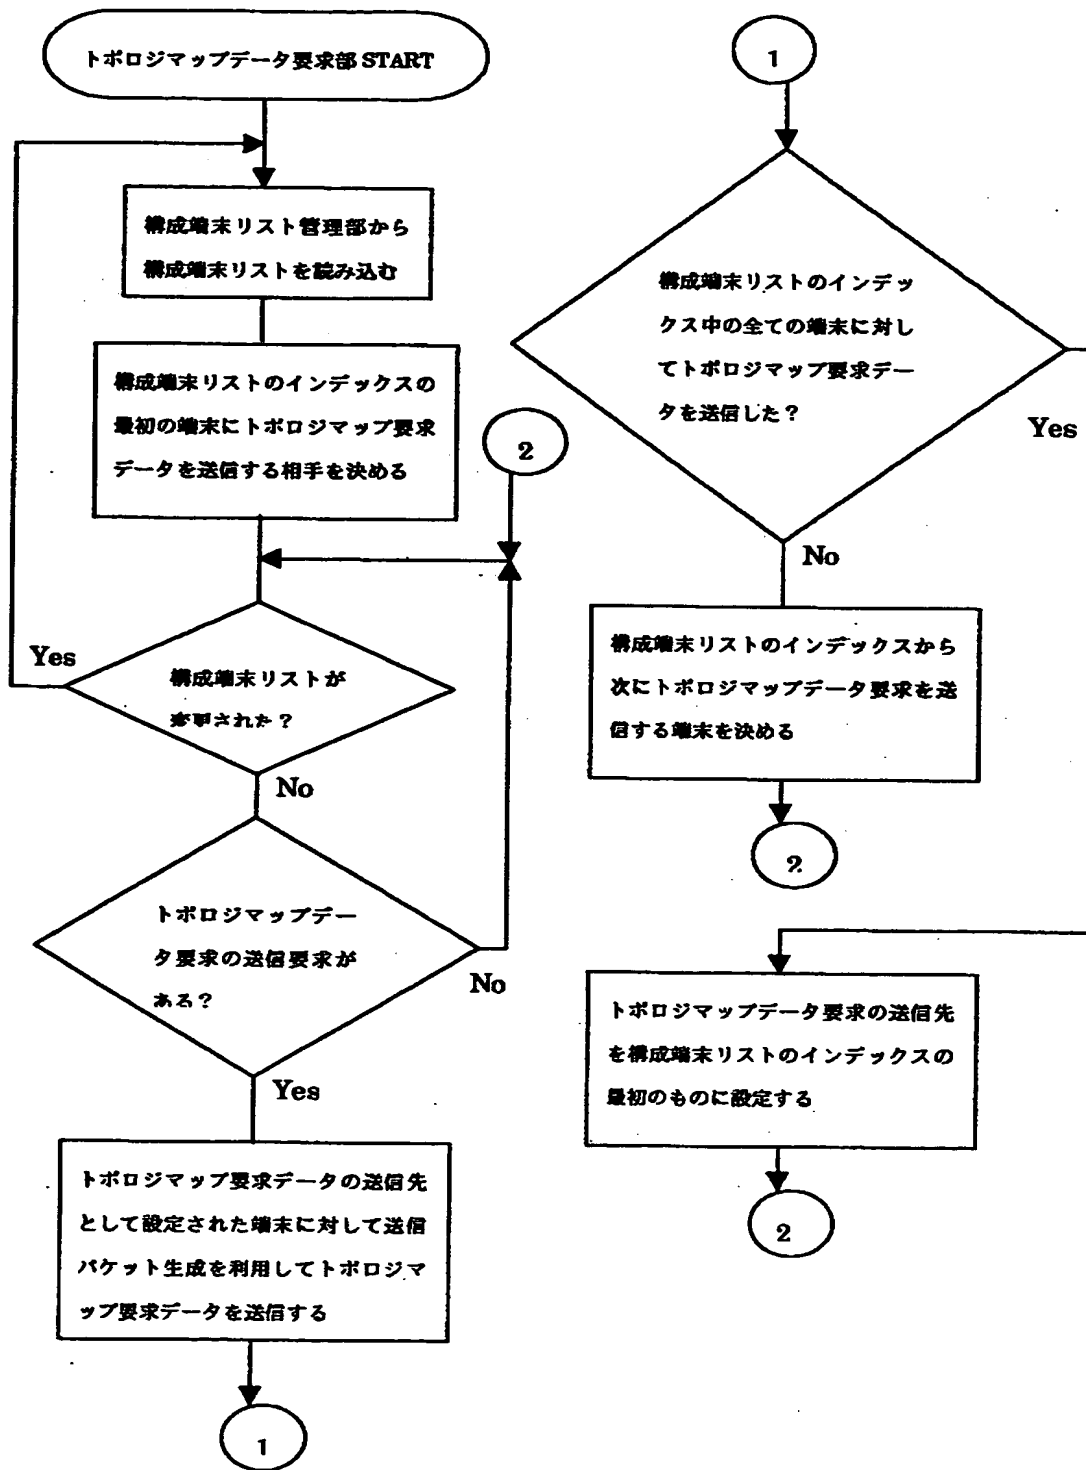 トポロジマップデータ要求部 START
構成端末リスト管理部から
構成端末リストを読み込む
構成端末リストのインデックスの
最初の端末にトポロジマップ要求
データを送信する相手を決める
2
Yes
構成端末リストが
変更された？
No
トポロジマップデー
タ要求の送信要求が
ある？
No
Yes
トポロジマップ要求データの送信先
として設定された端末に対して送信
パケット生成を利用してトポロジマ
ップ要求データを送信する
1
1
構成端末リストのインデッ
クス中の全ての端末に対し
てトポロジマップ要求デー
タを送信した？
Yes
No
構成端末リストのインデックスから
次にトポロジマップデータ要求を送
信する端末を決める
2
トポロジマップデータ要求の送信先
を構成端末リストのインデックスの
最初のものに設定する
2